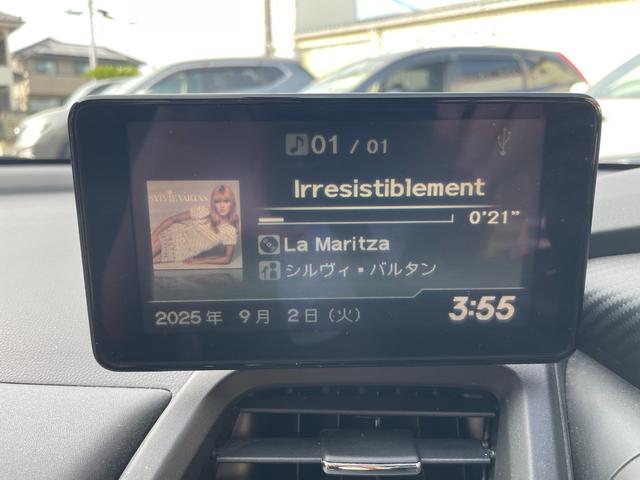 01 / 01
SYLVIE VARTAN
Irresistiblement
0'21"
La Maritza
シルヴィ・バルタン
2025年 9月 2日 (火)
3:55